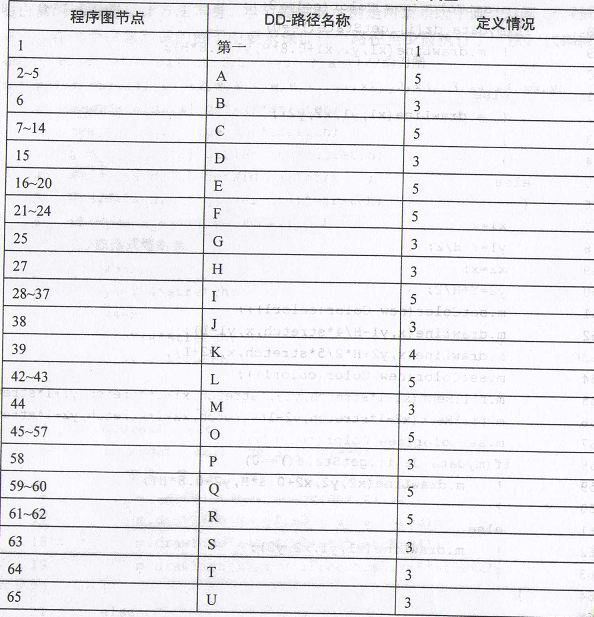 程序图节点 DD-路径名称 定义情况
1 第一 1
2~5 A 5
6 B 3
7~14 C 5
15 D 3
16~20 E 5
21~24 F 5
25 G 3
27 H 3
28~37 I 5
38 J 3
39 K 4
42~43 L 5
44 M 3
45~57 O 5
58 P 3
59~60 Q 5
61~62 R 5
63 S 3
64 T 3
65 U 3